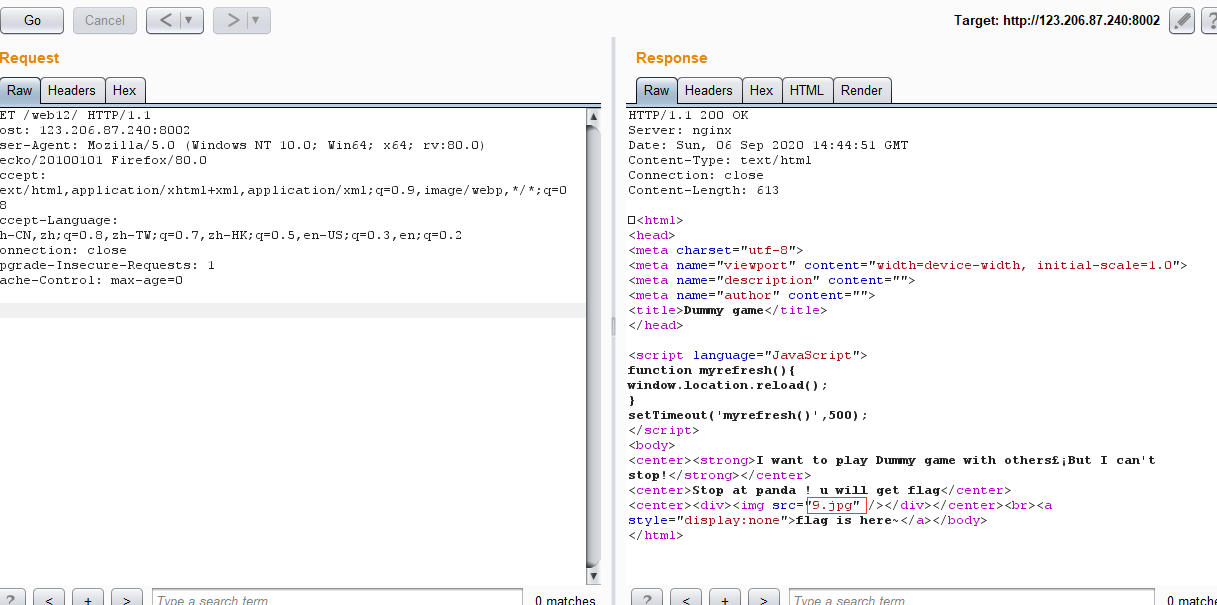 Go
Cancel
<
>
Target: http://123.206.87.240:8002
?
Request
Raw Headers Hex
ET /web12/ HTTP/1.1
ost: 123.206.87.240:8002
ser-Agent: Mozilla/5.0 (Windows NT 10.0; Win64; x64; rv:80.0)
ecko/20100101 Firefox/80.0
ccept:
ext/html,application/xhtml+xml,application/xml;q=0.9,image/webp,*/*;q=0
8
ccept-Language:
h-CN,zh;q=0.8,zh-TW;q=0.7,zh-HK;q=0.5,en-US;q=0.3,en;q=0.2
onnection: close
pgrade-Insecure-Requests: 1
ache-Control: max-age=0
? < + > Type a search term 0 matches
Response
Raw Headers Hex HTML Render
HTTP/1.1 200 OK
Server: nginx
Date: Sun, 06 Sep 2020 14:44:51 GMT
Content-Type: text/html
Connection: close
Content-Length: 613
□<html>
<head>
<meta charset="utf-8">
<meta name="viewport" content="width=device-width, initial-scale=1.0">
<meta name="description" content="">
<meta name="author" content="">
<title>Dummy game</title>
</head>
<script language="JavaScript">
function myrefresh(){
window.location.reload();
}
setTimeout('myrefresh()',500);
</script>
<body>
<center><strong>I want to play Dummy game with others£¡But I can't
stop!</strong></center>
<center>Stop at panda ! u will get flag</center>
<center><div><img src="9.jpg" /></div></center><br><a
style="display:none">flag is here~</a></body>
</html>
? < + > Type a search term 0 matche